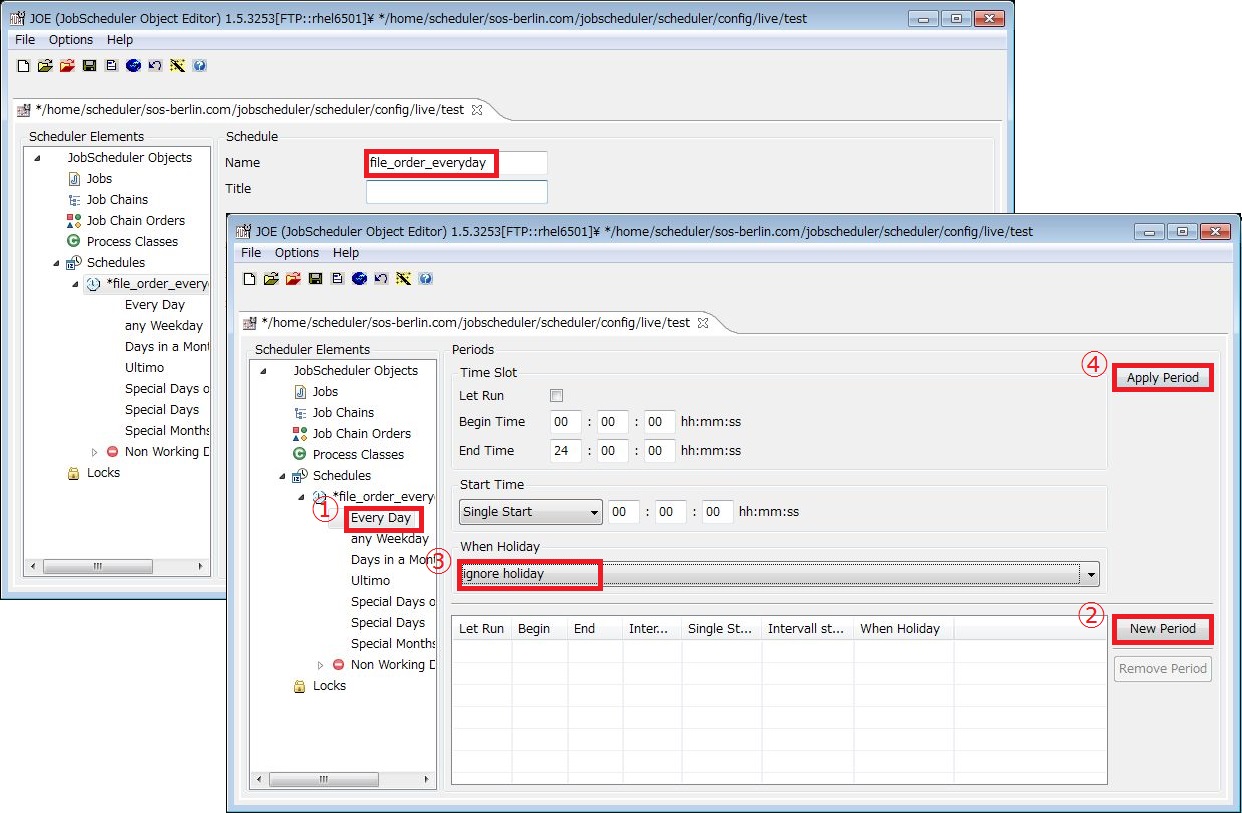 JOE (JobScheduler Object Editor) 1.5.3253[FTP::rhel6501]¥ */home/scheduler/sos-berlin.com/jobscheduler/scheduler/config/live/test
File Options Help
*/home/scheduler/sos-berlin.com/jobscheduler/scheduler/config/live/test
Scheduler Elements
JobScheduler Objects
Jobs
Job Chains
Job Chain Orders
Process Classes
Schedules
*file_order_every
Every Day
any Weekday
Days in a Mont
Ultimo
Special Days o
Special Days
Special Months
Non Working D
Locks
Schedule
Name file_order_everyday
Title
JOE (JobScheduler Object Editor) 1.5.3253[FTP::rhel6501]¥ */home/scheduler/sos-berlin.com/jobscheduler/scheduler/config/live/test
File Options Help
*/home/scheduler/sos-berlin.com/jobscheduler/scheduler/config/live/test
Scheduler Elements
JobScheduler Objects
Jobs
Job Chains
Job Chain Orders
Process Classes
Schedules
*file_order_every
① Every Day
any Weekday
Days in a Mont
Ultimo
Special Days o
Special Days
Special Months
Non Working D
Locks
Periods
Time Slot
Let Run
Begin Time 00 : 00 : 00 hh:mm:ss
End Time 24 : 00 : 00 hh:mm:ss
④ Apply Period
Start Time
Single Start 00 : 00 : 00 hh:mm:ss
When Holiday
③ ignore holiday
② New Period
Remove Period
Let Run Begin End Inter... Single St... Intervall st... When Holiday